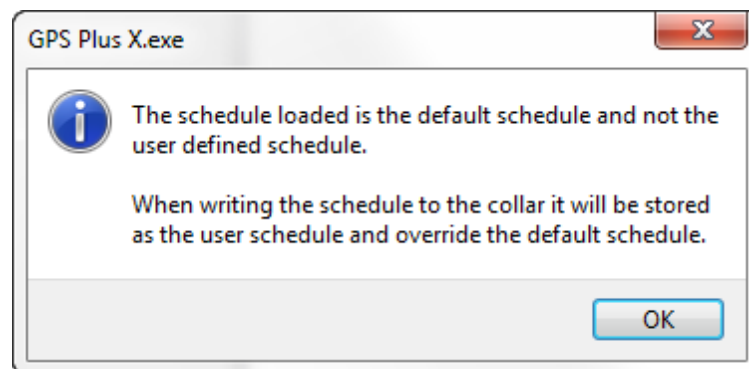 GPS Plus X.exe
The schedule loaded is the default schedule and not the
user defined schedule.
When writing the schedule to the collar it will be stored
as the user schedule and override the default schedule.
OK